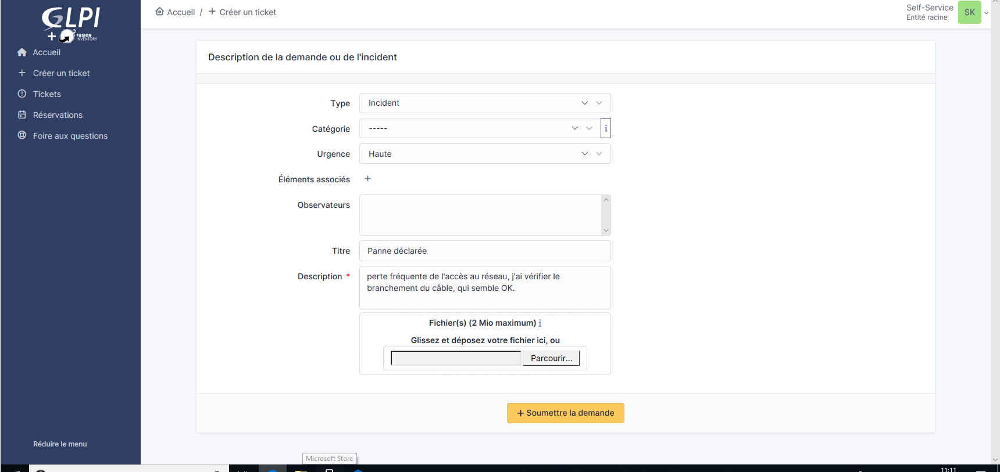 GLPI
+ FUSION
INVENTORY
Accueil
+ Créer un ticket
Tickets
Réservations
Foire aux questions
Réduire le menu
Accueil / + Créer un ticket
Self-Service
Entité racine
SK
Description de la demande ou de l'incident
Type Incident
Catégorie ----- i
Urgence Haute
Éléments associés +
Observateurs
Titre Panne déclarée
Description * perte fréquente de l'accès au réseau, j'ai vérifier le
branchement du câble, qui semble OK.
Fichier(s) (2 Mio maximum) i
Glissez et déposez votre fichier ici, ou
Parcourir...
+ Soumettre la demande
Microsoft Store
11:11